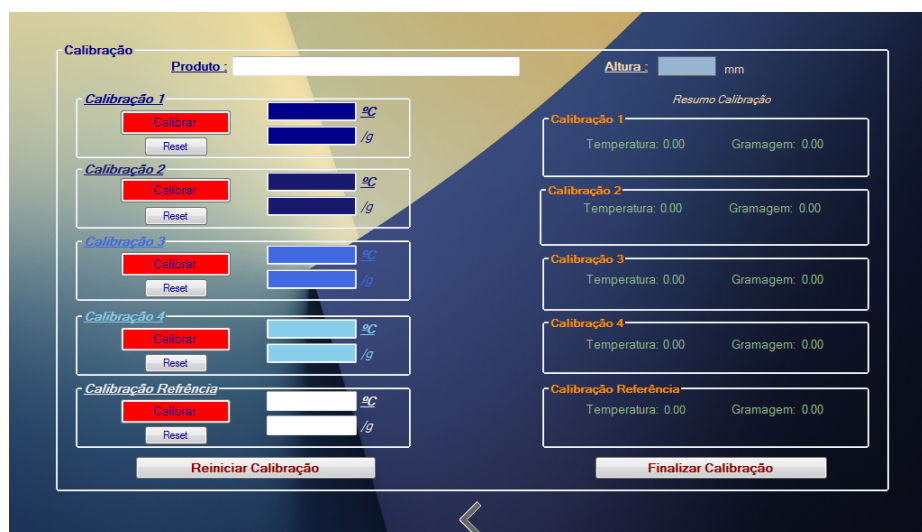 Calibração
Produto :
Altura :
mm
Calibração 1
Calibrar
ºC
Reset
/g
Calibração 2
Calibrar
ºC
Reset
/g
Calibração 3
Calibrar
ºC
Reset
/g
Calibração 4
Calibrar
ºC
Reset
/g
Calibração Refrência
Calibrar
ºC
Reset
/g
Reiniciar Calibração
Resumo Calibração
Calibração 1
Temperatura: 0.00 Gramagem: 0.00
Calibração 2
Temperatura: 0.00 Gramagem: 0.00
Calibração 3
Temperatura: 0.00 Gramagem: 0.00
Calibração 4
Temperatura: 0.00 Gramagem: 0.00
Calibração Referência
Temperatura: 0.00 Gramagem: 0.00
Finalizar Calibração